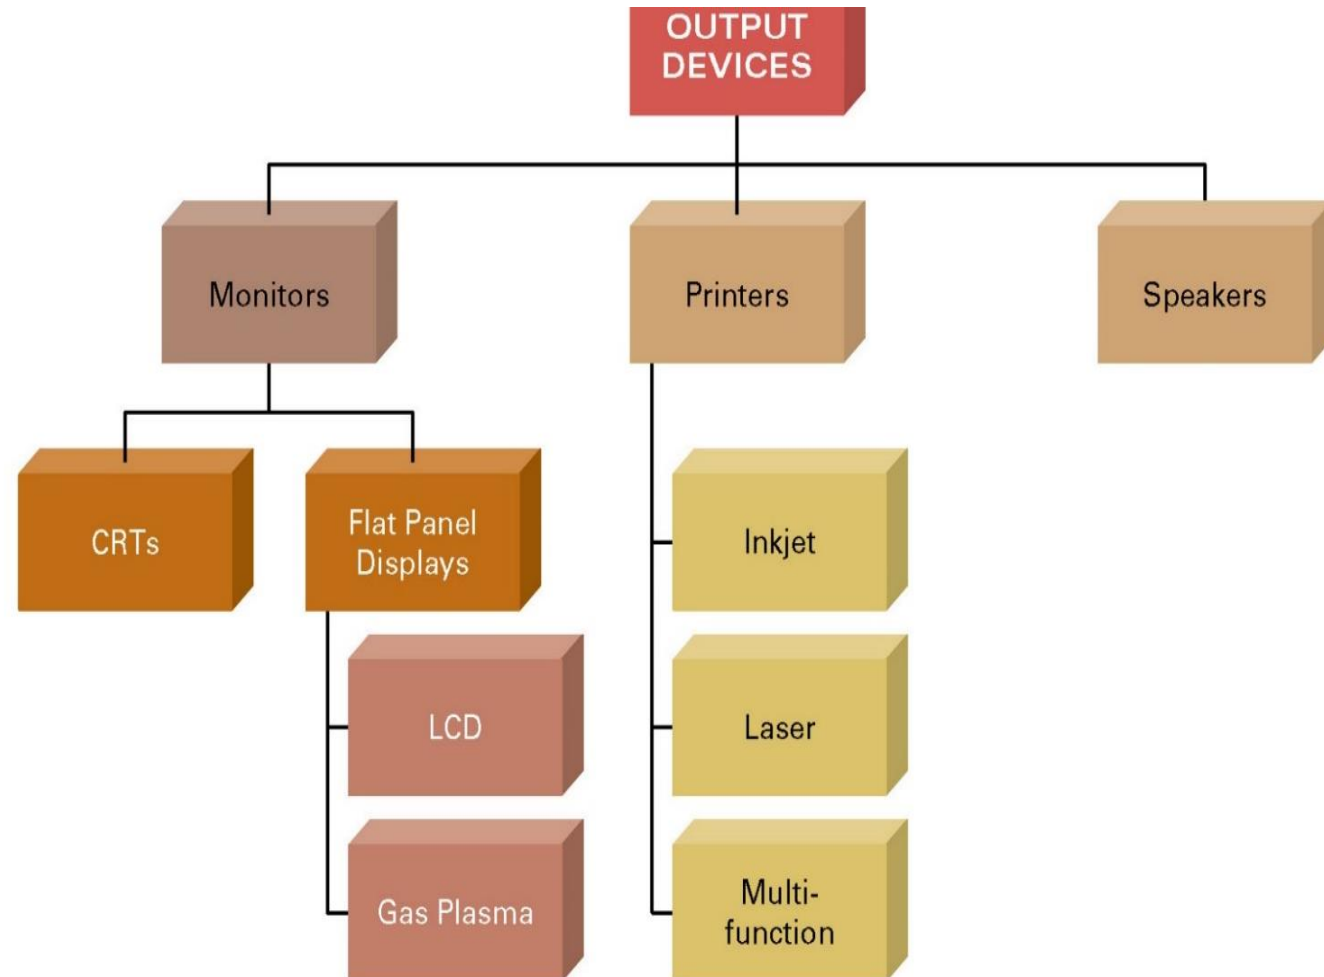 OUTPUT
DEVICES
Monitors
Printers
Speakers
CRTs
Flat Panel
Displays
Inkjet
LCD
Laser
Gas Plasma
Multi-
function